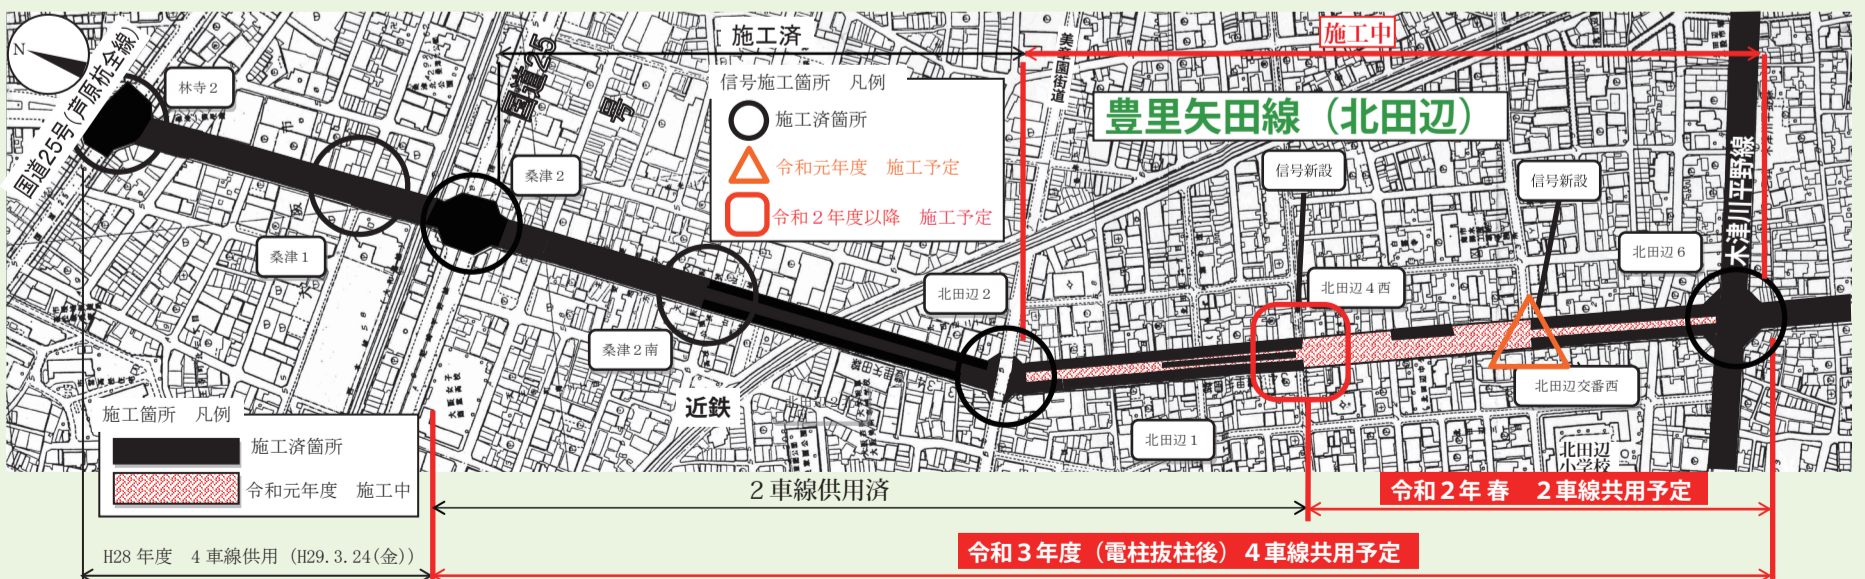 N
国道25号(芦原杭全線)
林寺２
国道25号
施工済
美章園街道
施工中
信号施工箇所　凡例
施工済箇所
令和元年度　施工予定
令和２年度以降　施工予定
豊里矢田線（北田辺）
桑津２
信号新設
信号新設
木津川平野線
桑津１
北田辺２
北田辺４西
北田辺６
桑津２南
近鉄
北田辺交番西
北田辺１
北田辺
小学校
施工箇所　凡例
施工済箇所
令和元年度　施工中
２車線供用済
令和２年 春　２車線共用予定
H28 年度　４車線供用（H29.3.24(金)）
令和３年度（電柱抜柱後）４車線共用予定